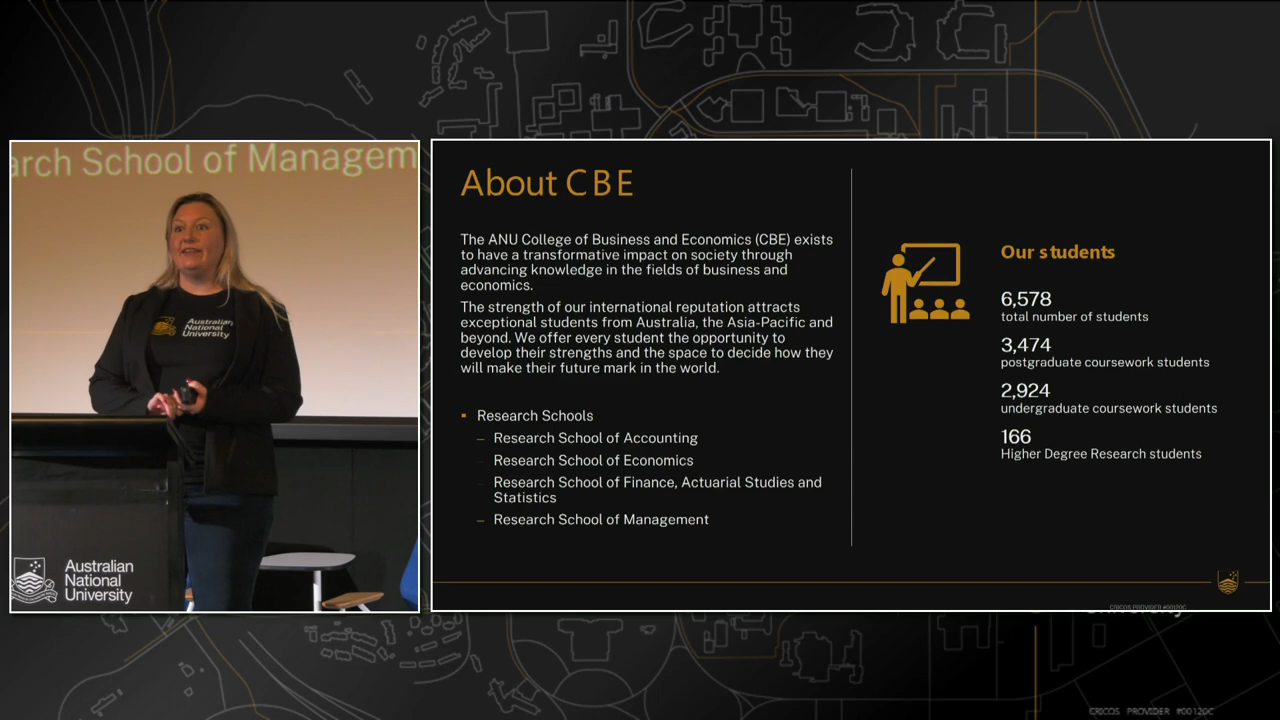 arch School of Managem
Australian
National
University
Australian
National
University
About CBE
The ANU College of Business and Economics (CBE) exists
to have a transformative impact on society through
advancing knowledge in the fields of business and
economics.
The strength of our international reputation attracts
exceptional students from Australia, the Asia-Pacific and
beyond. We offer every student the opportunity to
develop their strengths and the space to decide how they
will make their future mark in the world.
▪ Research Schools
– Research School of Accounting
– Research School of Economics
– Research School of Finance, Actuarial Studies and
Statistics
– Research School of Management
Our students
6,578
total number of students
3,474
postgraduate coursework students
2,924
undergraduate coursework students
166
Higher Degree Research students
CRICOS PROVIDER #00120C
University
CRICOS PROVIDER #00120C